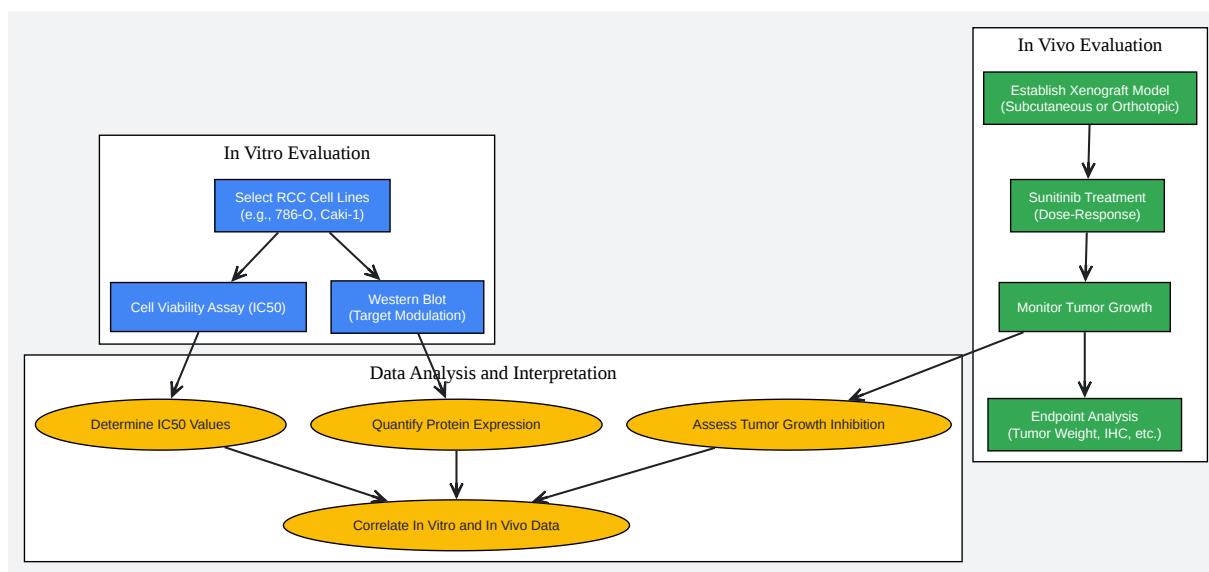 In Vivo Evaluation
Establish Xenograft Model
(Subcutaneous or Orthotopic)
In Vitro Evaluation
Select RCC Cell Lines
(e.g., 786-O, Caki-1)
Sunitinib Treatment
(Dose-Response)
Cell Viability Assay (IC50)
Western Blot
(Target Modulation)
Monitor Tumor Growth
Data Analysis and Interpretation
Determine IC50 Values
Quantify Protein Expression
Assess Tumor Growth Inhibition
Endpoint Analysis
(Tumor Weight, IHC, etc.)
Correlate In Vitro and In Vivo Data